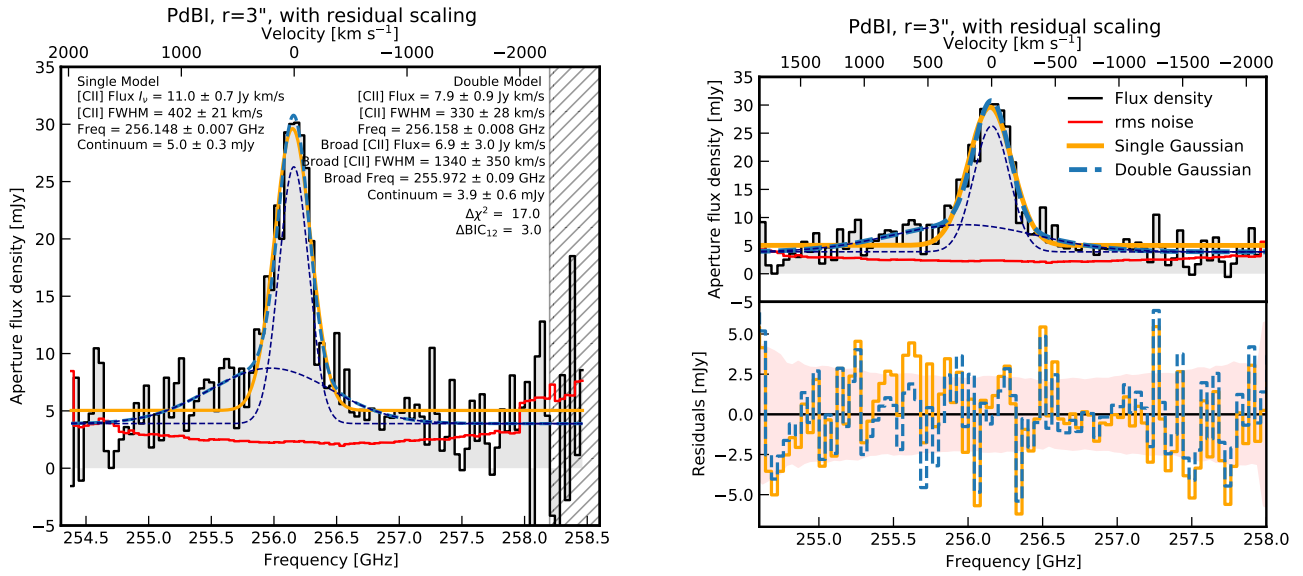 PdBI, r=3", with residual scaling
Velocity [km s⁻¹]
2000 1000 0 −1000 −2000
Single Model
[CII] Flux Iν = 11.0 ± 0.7 Jy km/s
[CII] FWHM = 402 ± 21 km/s
Freq = 256.148 ± 0.007 GHz
Continuum = 5.0 ± 0.3 mJy
Double Model
[CII] Flux = 7.9 ± 0.9 Jy km/s
[CII] FWHM = 330 ± 28 km/s
Freq = 256.158 ± 0.008 GHz
Broad [CII] Flux= 6.9 ± 3.0 Jy km/s
Broad [CII] FWHM = 1340 ± 350 km/s
Broad Freq = 255.972 ± 0.09 GHz
Continuum = 3.9 ± 0.6 mJy
Δχ² = 17.0
ΔBIC₁₂ = 3.0
Aperture flux density [mJy]
35
30
25
20
15
10
5
0
−5
254.5 255.0 255.5 256.0 256.5 257.0 257.5 258.0 258.5
Frequency [GHz]
PdBI, r=3", with residual scaling
Velocity [km s⁻¹]
1500 1000 500 0 −500 −1000 −1500 −2000
Flux density
rms noise
Single Gaussian
Double Gaussian
Aperture flux density [mJy]
35
30
25
20
15
10
5
0
−5
Residuals [mJy]
5.0
2.5
0.0
−2.5
−5.0
255.0 255.5 256.0 256.5 257.0 257.5 258.0
Frequency [GHz]